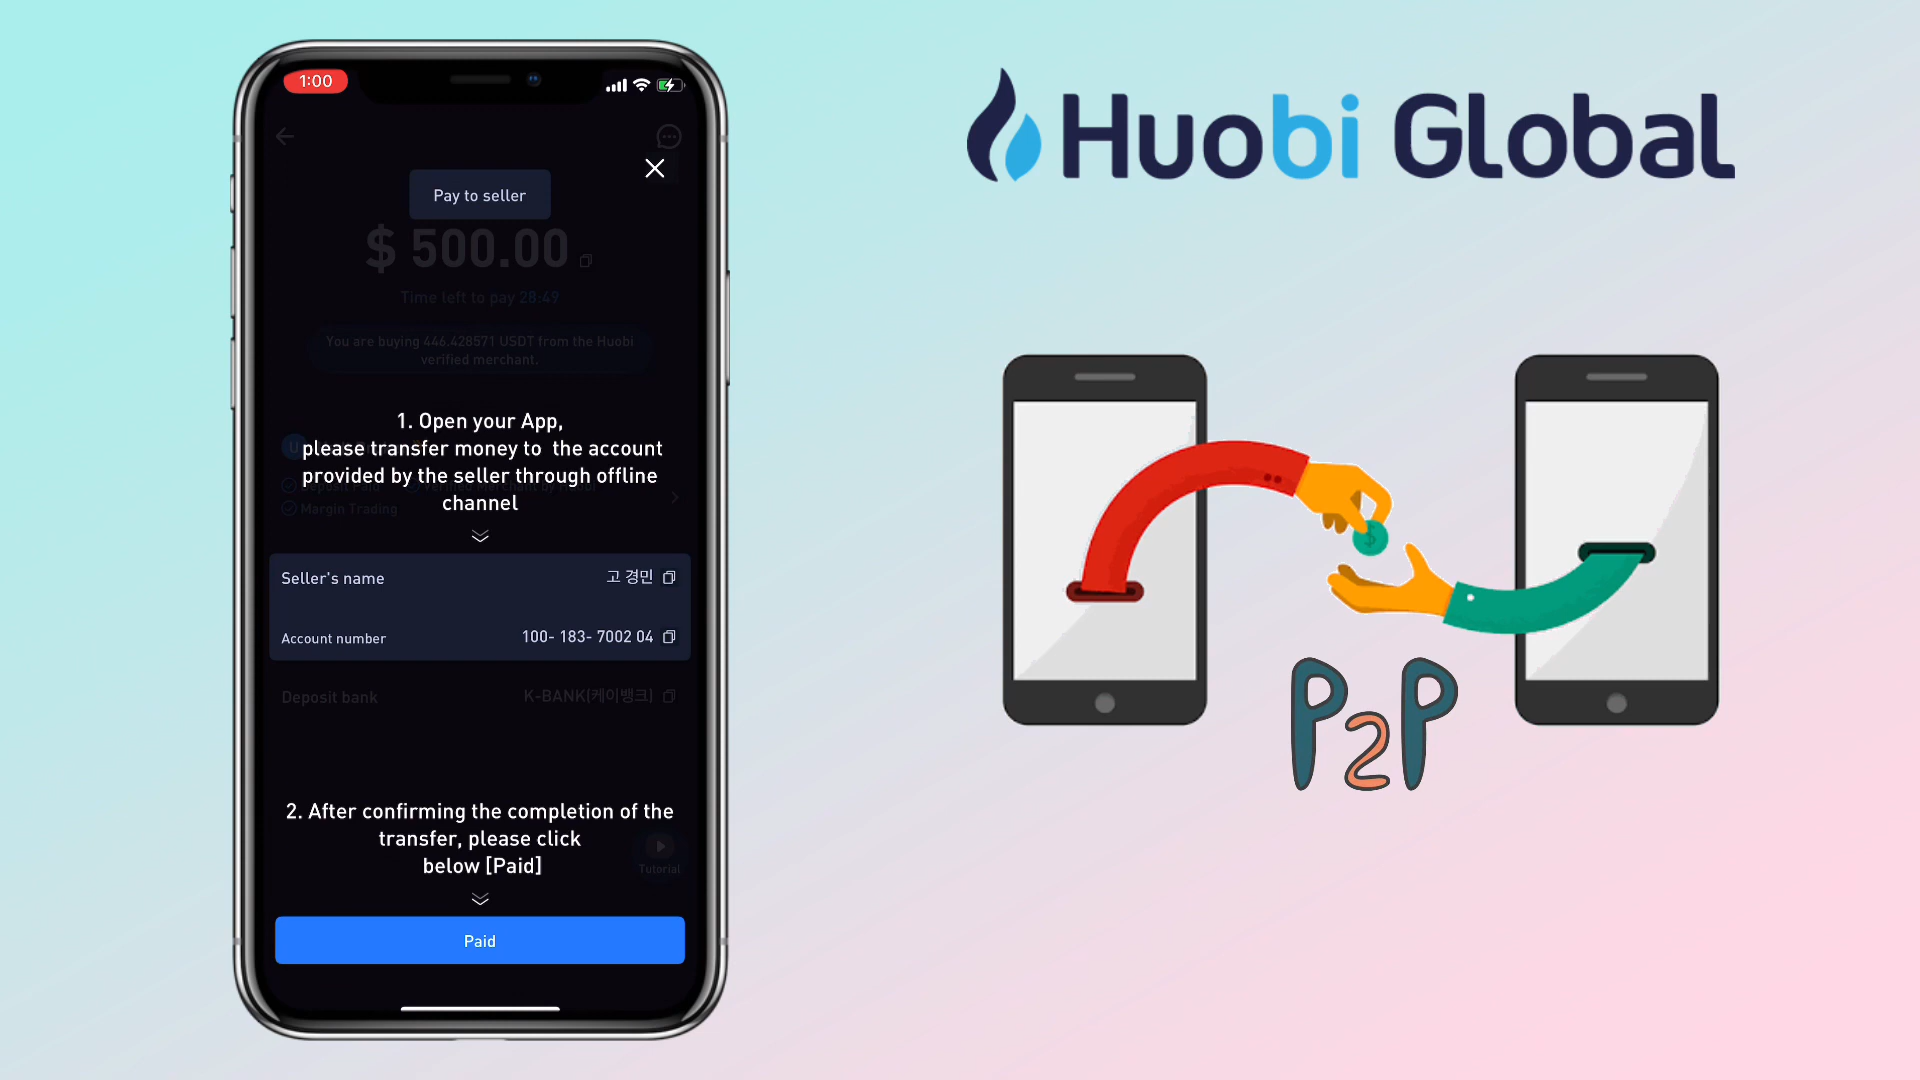 1:00
Pay to seller
$ 500.00
Time left to pay 28:49
You are buying 446.428571 USDT from the Huobi
verified merchant.
1. Open your App,
please transfer money to the account
provided by the seller through offline
channel
Margin Trading
Seller's name 고 경민
Account number 100- 183- 7002 04
Deposit bank K-BANK(케이뱅크)
2. After confirming the completion of the
transfer, please click
below [Paid]
Tutorial
Paid
Huobi Global
$
P2P